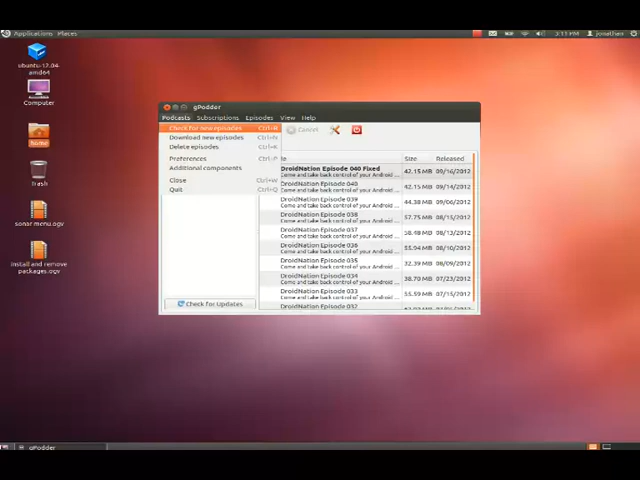 Applications Places
3:11 PM jonathan
ubuntu-12.04-amd64
Computer
home
Trash
sonar menu.ogv
install and remove
packages.ogv
gPodder
Podcasts Subscriptions Episodes View Help
Check for new episodes Ctrl+R
Download new episodes Ctrl+N
Delete episodes Ctrl+K
Preferences Ctrl+P
Additional components
Close Ctrl+W
Quit Ctrl+Q
Cancel
Size Released
DroidNation Episode 040 Fixed
Come and take back control of your Android ...
42.15 MB 09/16/2012
DroidNation Episode 040
Come and take back control of your Android ...
42.15 MB 09/14/2012
DroidNation Episode 039
Come and take back control of your Android ...
44.38 MB 09/06/2012
DroidNation Episode 038
Come and take back control of your Android ...
57.75 MB 08/15/2012
DroidNation Episode 037
Come and take back control of your Android ...
58.48 MB 08/13/2012
DroidNation Episode 036
Come and take back control of your Android ...
55.94 MB 08/10/2012
DroidNation Episode 035
Come and take back control of your Android ...
32.39 MB 08/09/2012
DroidNation Episode 034
Come and take back control of your Android ...
38.70 MB 07/23/2012
DroidNation Episode 033
Come and take back control of your Android ...
55.59 MB 07/15/2012
DroidNation Episode 032
Check for Updates
gPodder